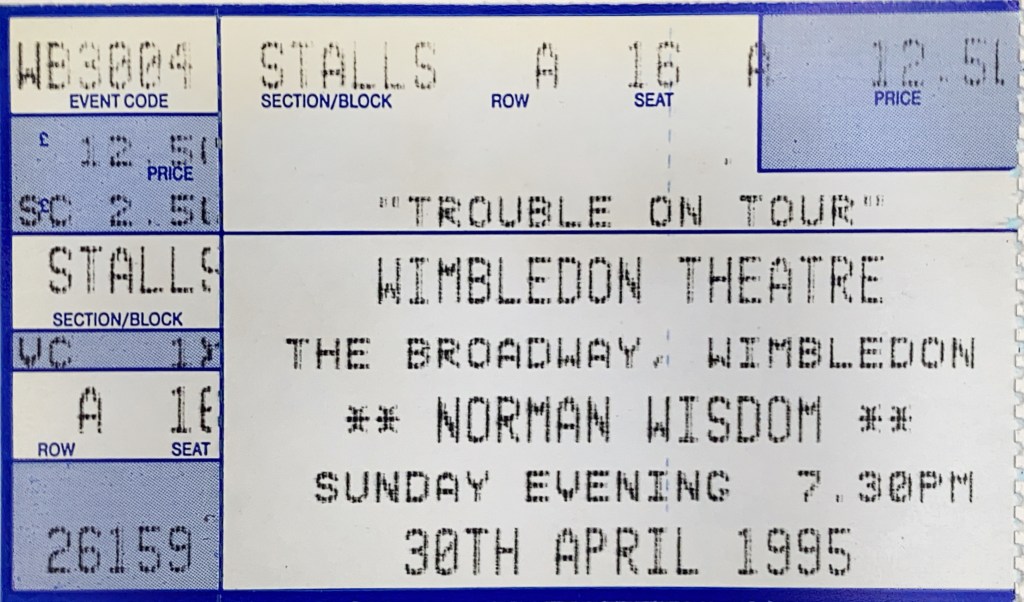 WB3004 STALLS A 16 A 12.50
EVENT CODE SECTION/BLOCK ROW SEAT PRICE
£ 12.50
PRICE
£
SC 2.50 "TROUBLE ON TOUR"
STALLS WIMBLEDON THEATRE
SECTION/BLOCK
VC 1X THE BROADWAY, WIMBLEDON
A 16 ** NORMAN WISDOM **
ROW SEAT
SUNDAY EVENING 7.30PM
26159 30TH APRIL 1995